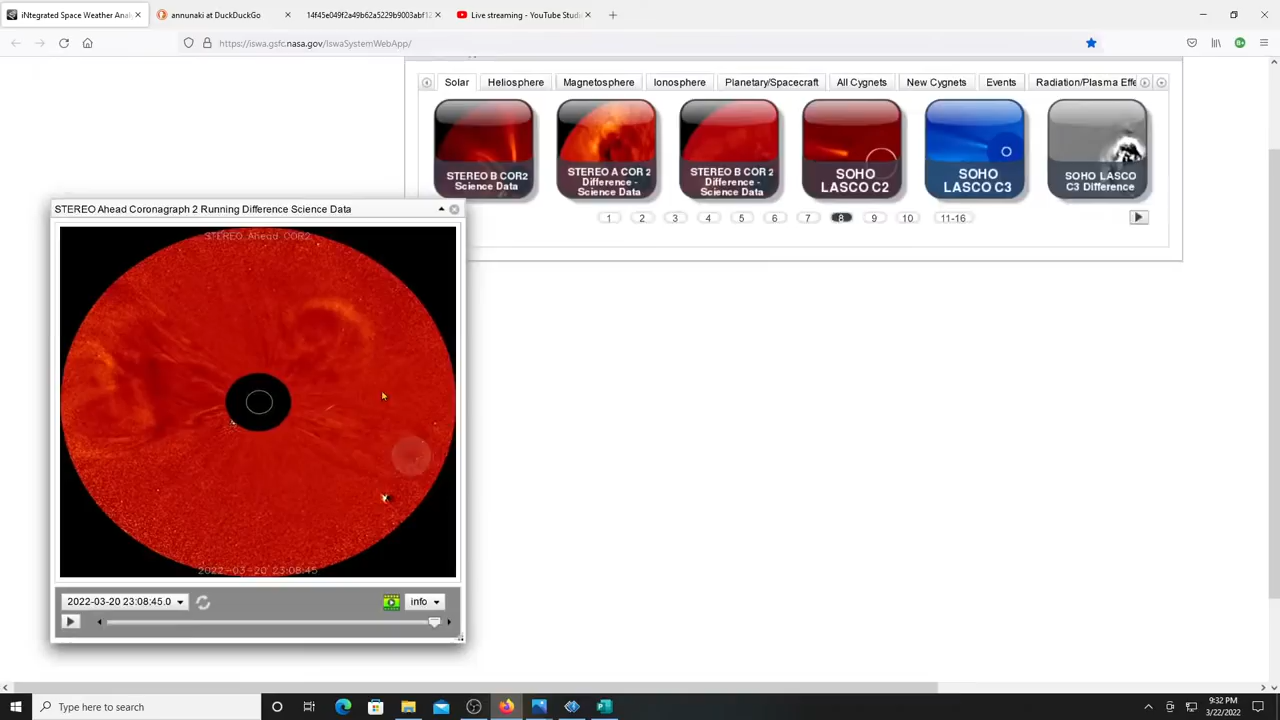 iNtegrated Space Weather Anal
annunaki at DuckDuckGo
14f45e049f2a49b62a5229b9003abf12
Live streaming - YouTube Studi
https://iswa.gsfc.nasa.gov/IswaSystemWebApp/
Solar
Heliosphere
Magnetosphere
Ionosphere
Planetary/Spacecraft
All Cygnets
New Cygnets
Events
Radiation/Plasma Effe
STEREO B COR2
Science Data
STEREO A COR 2
Difference -
Science Data
STEREO B COR 2
Difference -
Science Data
SOHO
LASCO C2
SOHO
LASCO C3
SOHO LASCO
C3 Difference
1 2 3 4 5 6 7 8 9 10 11-16
STEREO Ahead Coronagraph 2 Running Difference Science Data
STEREO Ahead COR2
2022-03-20 23:08:45
2022-03-20 23:08:45.0
info
Type here to search
9:32 PM
3/22/2022